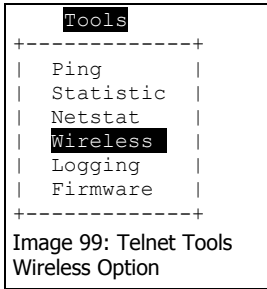 Tools
+-------------+
| Ping |
| Statistic |
| Netstat |
| Wireless |
| Logging |
| Firmware |
+-------------+
Image 99: Telnet Tools
Wireless Option